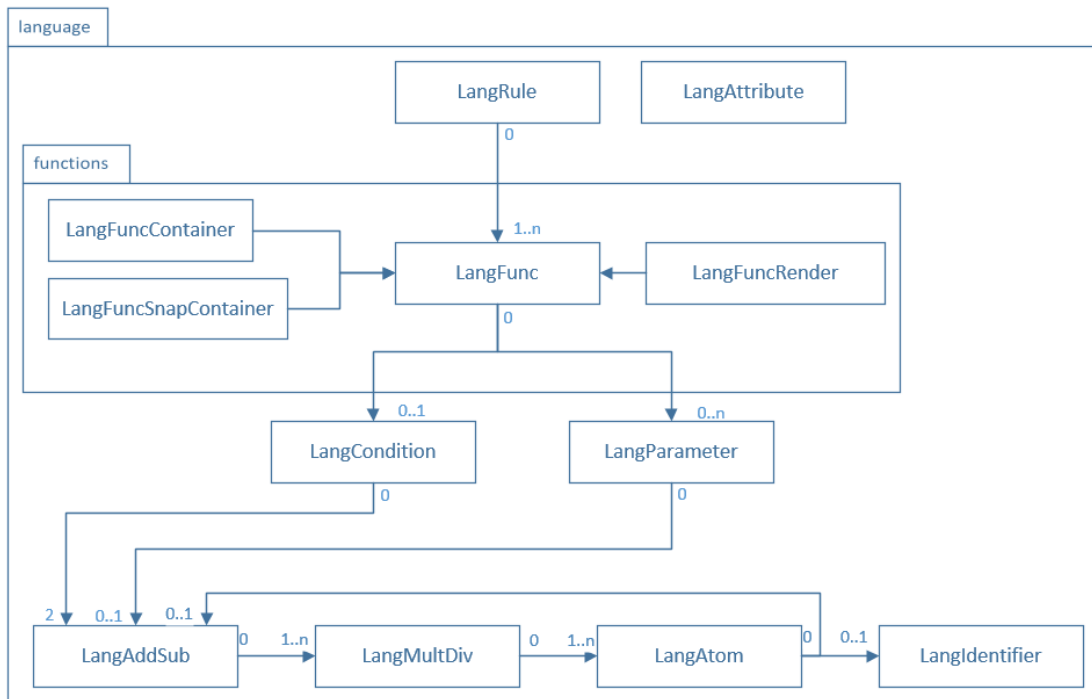 language
LangRule
LangAttribute
0
functions
LangFuncContainer
1..n
LangFunc
LangFuncRender
LangFuncSnapContainer
0
0..1
0..n
LangCondition
LangParameter
0
0
2
0..1
0..1
LangAddSub
0
1..n
LangMultDiv
0
1..n
LangAtom
0
0..1
LangIdentifier